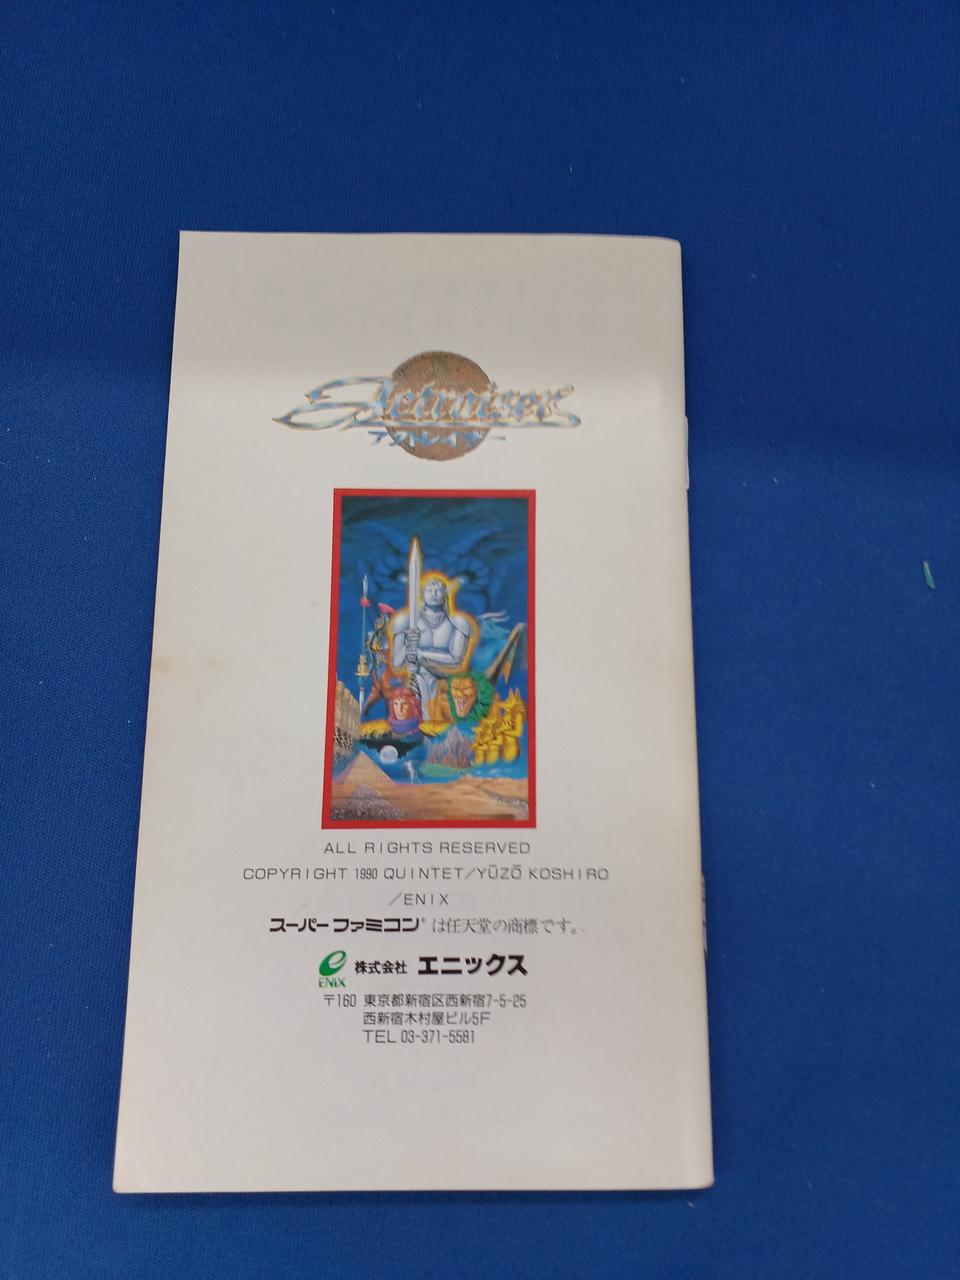 Actraiser
アクトレイザー
ALL RIGHTS RESERVED
COPYRIGHT 1990 QUINTET/YŪZŌ KOSHIRO
/ENIX
スーパーファミコン®は任天堂の商標です。
ENIX 株式会社 エニックス
〒160 東京都新宿区西新宿7-5-25
西新宿木村屋ビル5F
TEL 03-371-5581